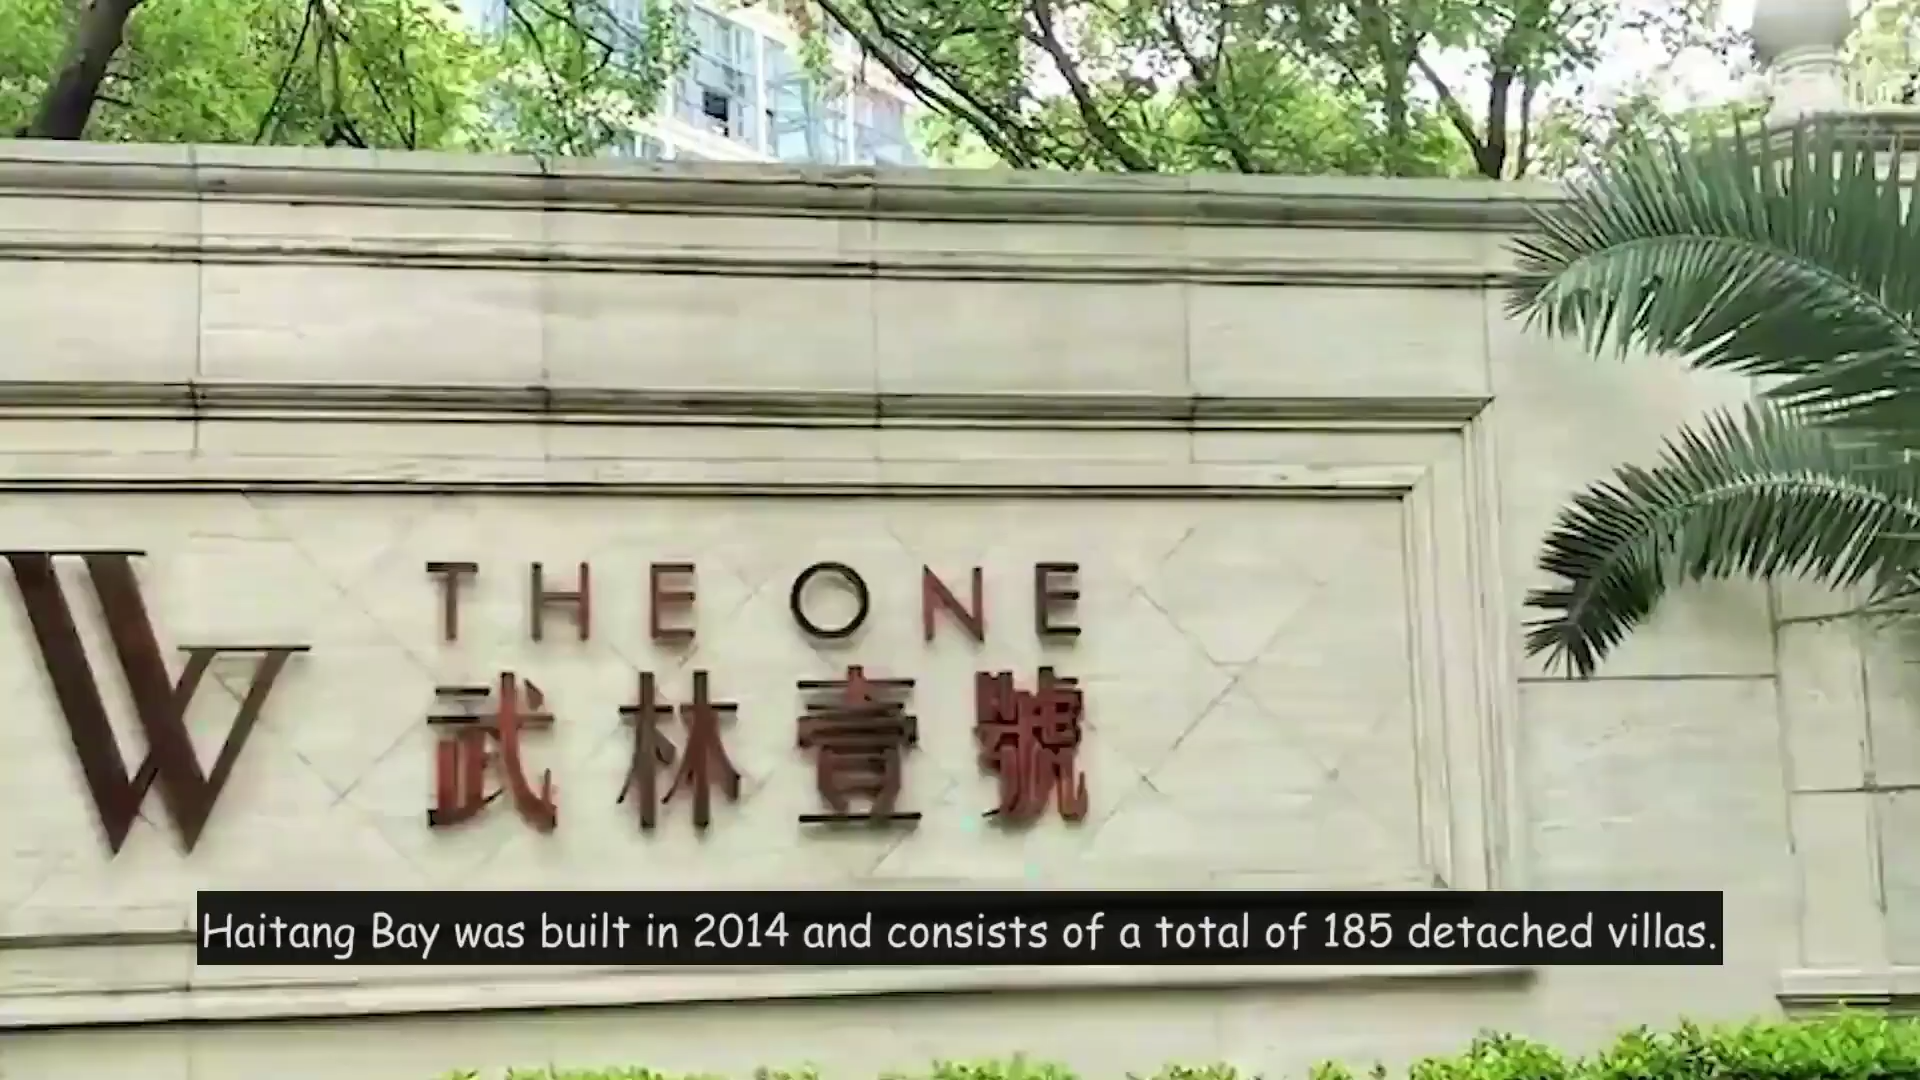 W
THE ONE
武林壹號
Haitang Bay was built in 2014 and consists of a total of 185 detached villas.